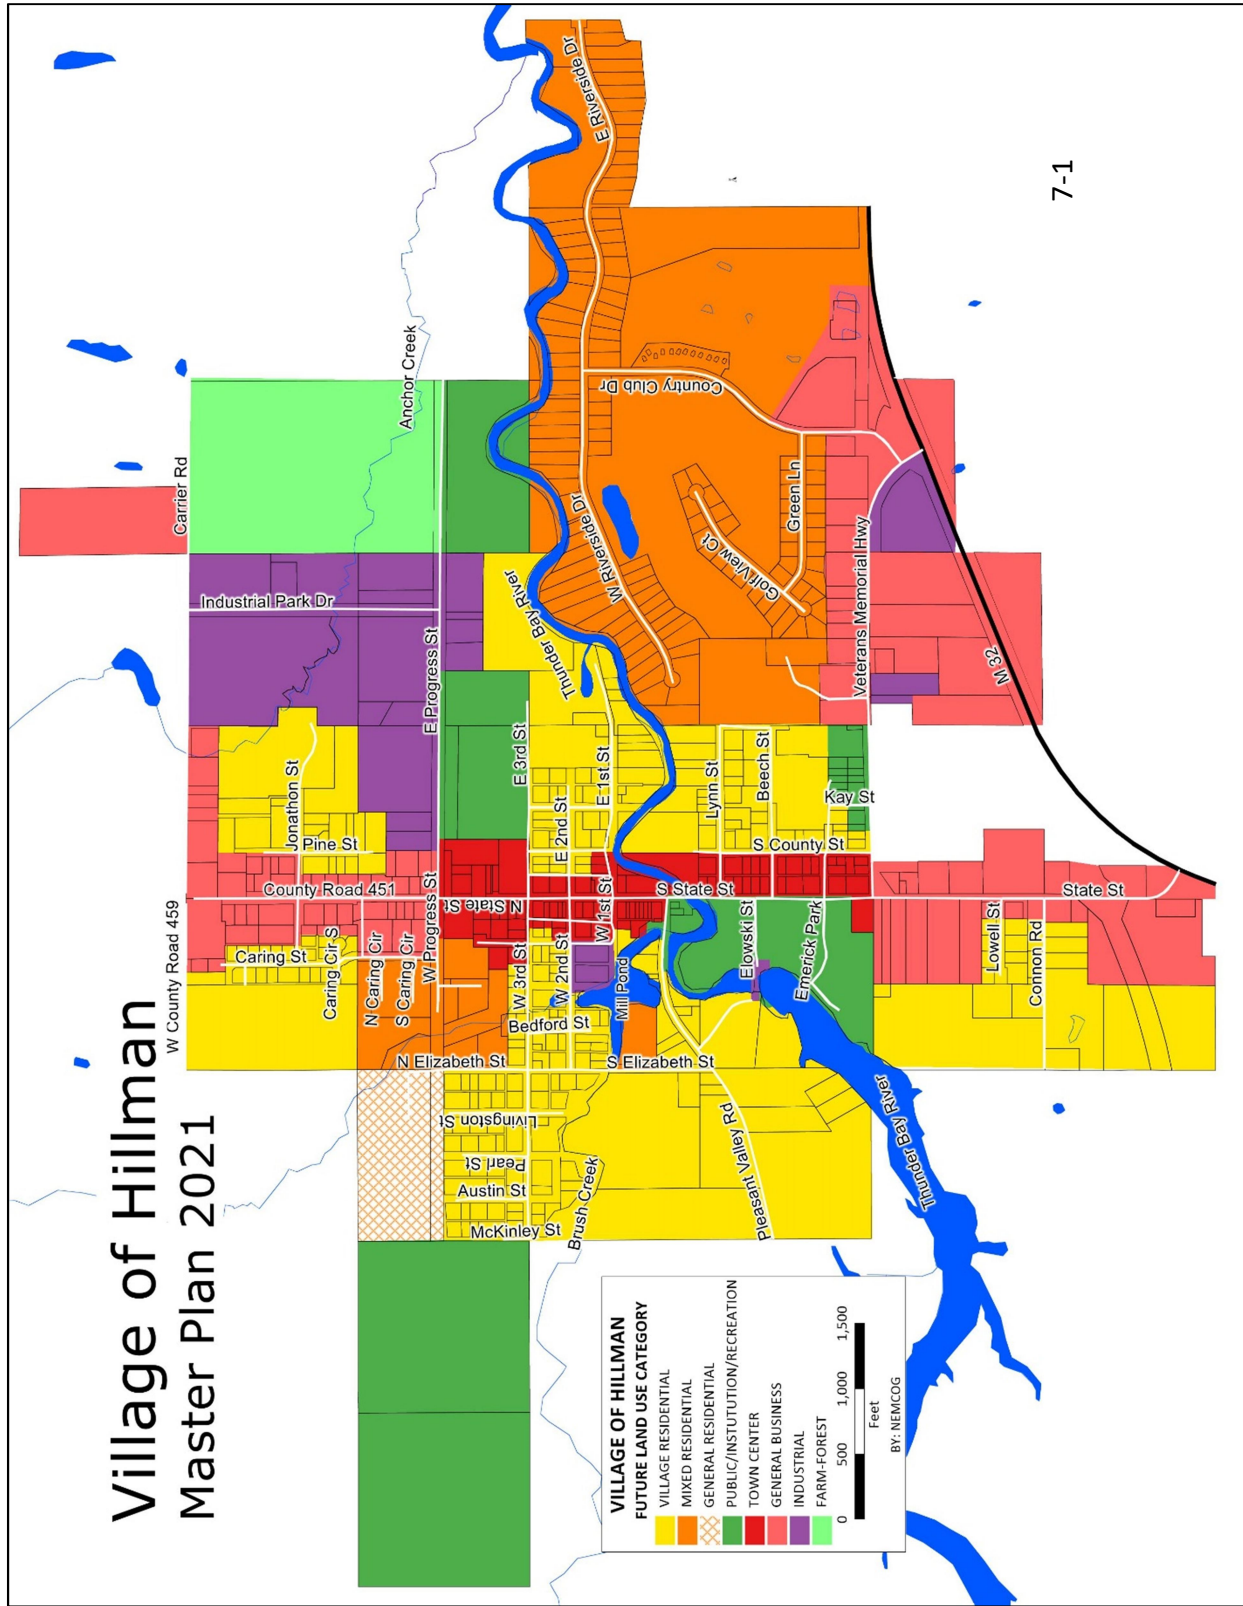 Village of Hillman
Master Plan 2021
7-1
W County Road 459
Carrier Rd
Industrial Park Dr
Jonathon St
Pine St
County Road 451
Caring St
Caring Cir S
N Caring Cir
S Caring Cir
Anchor Creek
E Progress St
W Progress St
N State St
E 3rd St
W 3rd St
E 2nd St
W 2nd St
E 1st St
W 1st St
Thunder Bay River
E Riverside Dr
W Riverside Dr
Country Club Dr
Golf View Ct
Green Ln
Veterans Memorial Hwy
M 32
Lynn St
Beech St
Kay St
S County St
S State St
State St
Mill Pond
Bedford St
N Elizabeth St
S Elizabeth St
Livingston St
Pearl St
Austin St
McKinley St
Brush Creek
Pleasant Valley Rd
Elowski St
Emerick Park
Lowell St
Connon Rd
Thunder Bay River
VILLAGE OF HILLMAN
FUTURE LAND USE CATEGORY
VILLAGE RESIDENTIAL
MIXED RESIDENTIAL
GENERAL RESIDENTIAL
PUBLIC/INSTUTUTION/RECREATION
TOWN CENTER
GENERAL BUSINESS
INDUSTRIAL
FARM-FOREST
0 500 1,000 1,500
Feet
BY: NEMCOG